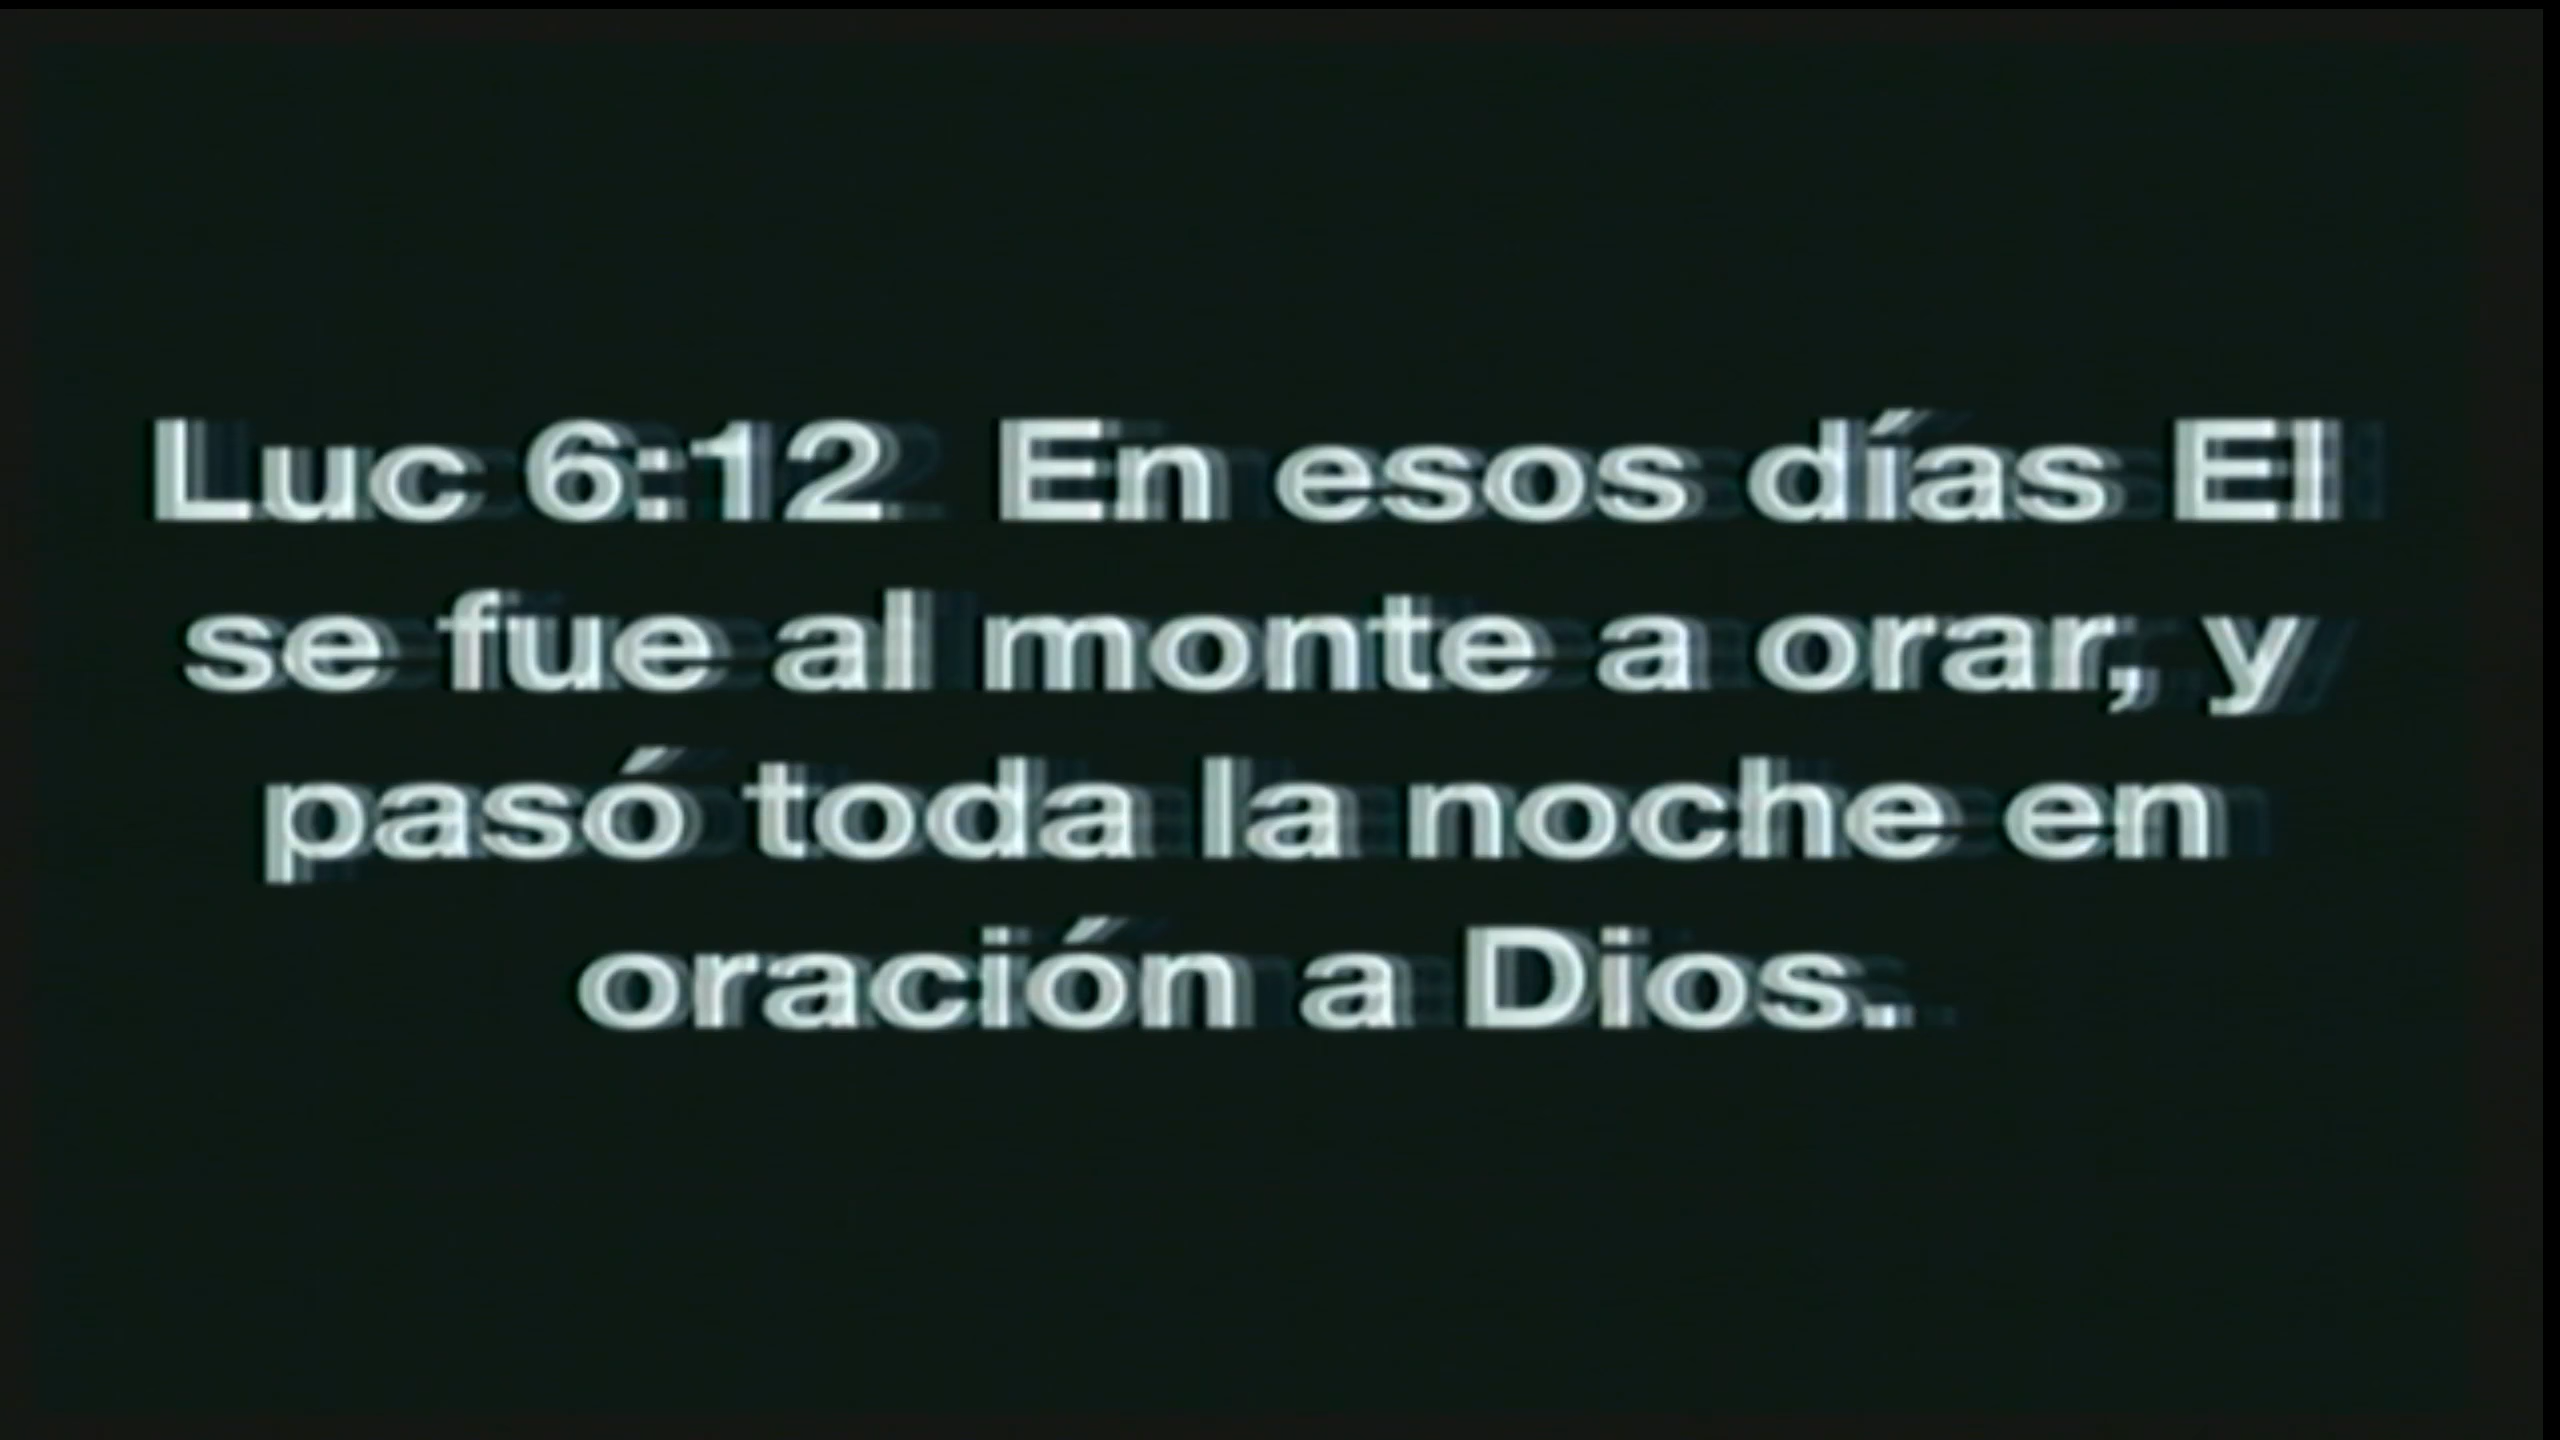 Luc 6:12  En esos días El
se fue al monte a orar, y
pasó toda la noche en
oración a Dios.